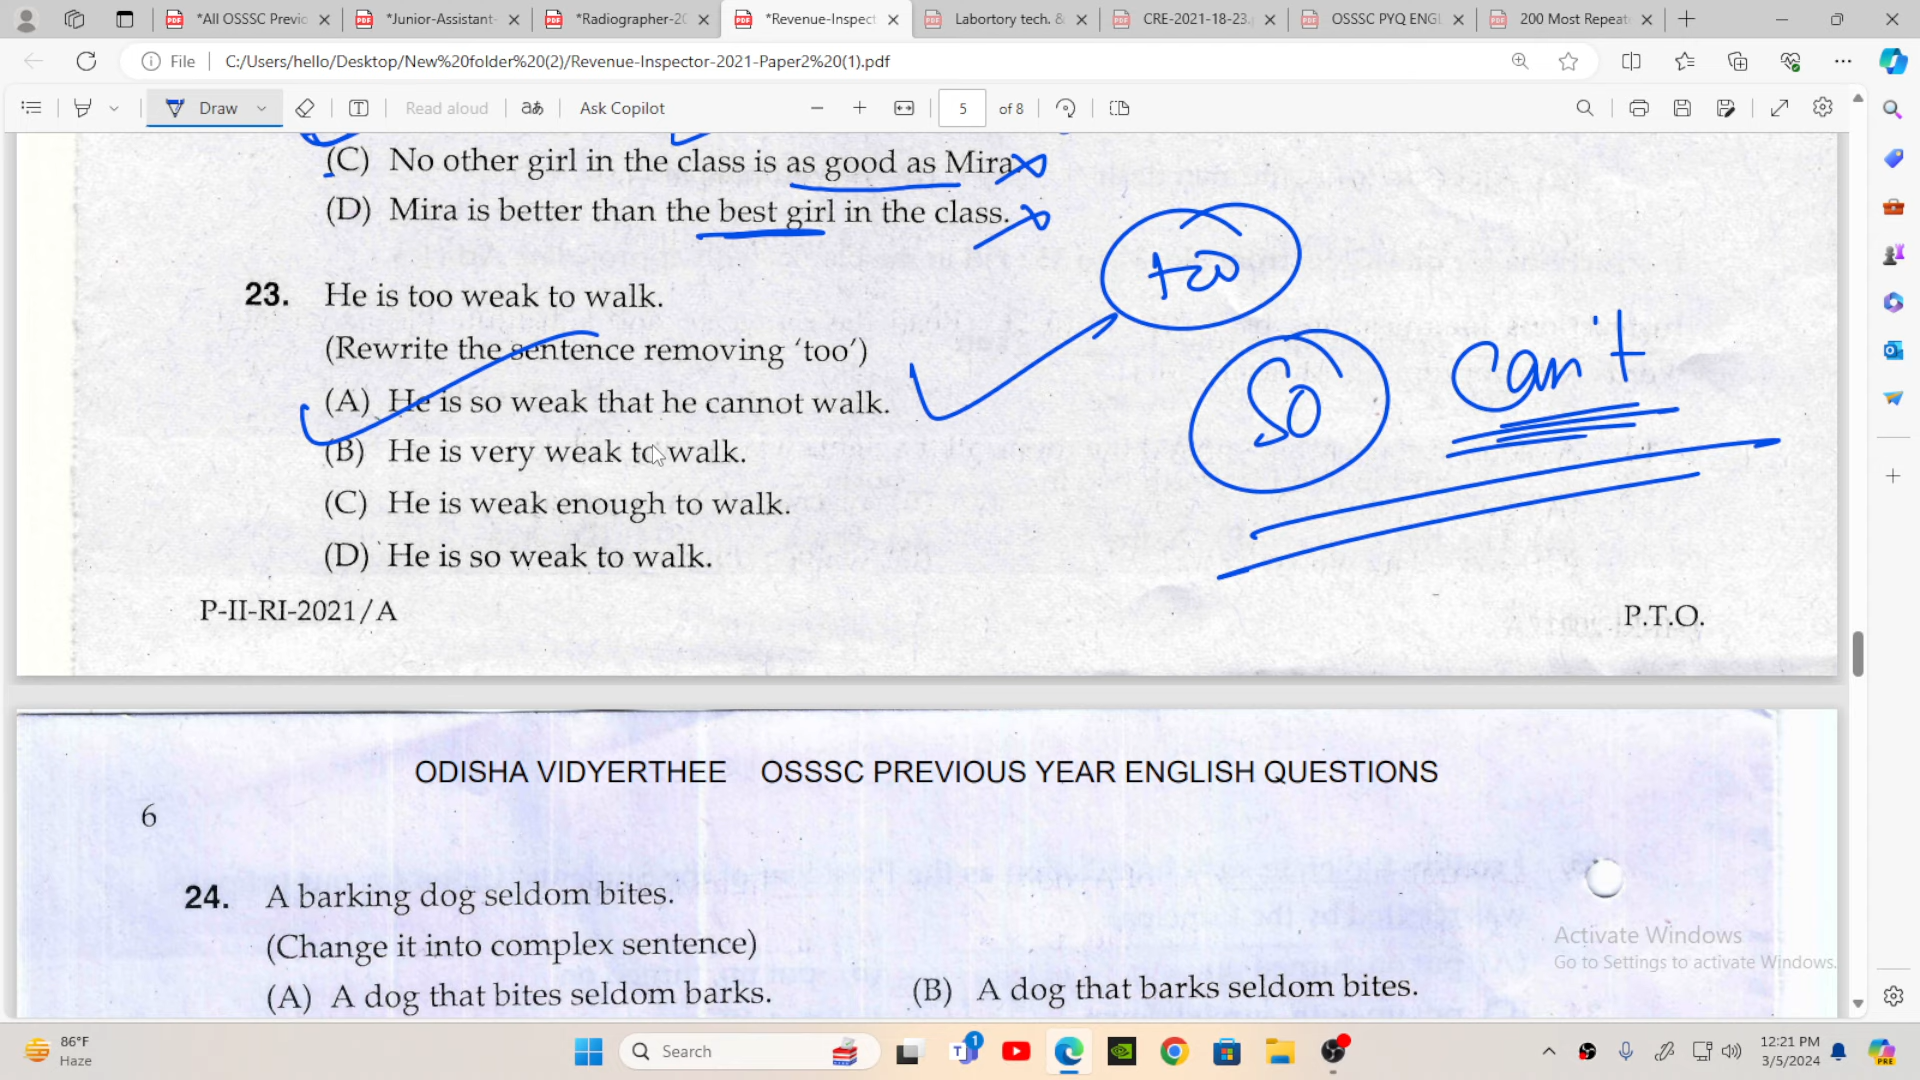 *All OSSSC Previo
*Junior-Assistant-
*Radiographer-20
*Revenue-Inspect
Labortory tech. &
CRE-2021-18-23.
OSSSC PYQ ENGL
200 Most Repeat
File
C:/Users/hello/Desktop/New%20folder%20(2)/Revenue-Inspector-2021-Paper2%20(1).pdf
Draw
Read aloud
aあ
Ask Copilot
5
of 8
(C) No other girl in the class is as good as Mira.
(D) Mira is better than the best girl in the class.
too
23. He is too weak to walk.
(Rewrite the sentence removing ‘too’)
so
can't
(A) He is so weak that he cannot walk.
(B) He is very weak to walk.
(C) He is weak enough to walk.
(D) He is so weak to walk.
P-II-RI-2021/A
P.T.O.
ODISHA VIDYERTHEE OSSSC PREVIOUS YEAR ENGLISH QUESTIONS
6
24. A barking dog seldom bites.
(Change it into complex sentence)
(A) A dog that bites seldom barks.
(B) A dog that barks seldom bites.
Activate Windows
Go to Settings to activate Windows.
86°F
Haze
Search
1
12:21 PM
3/5/2024
PRE